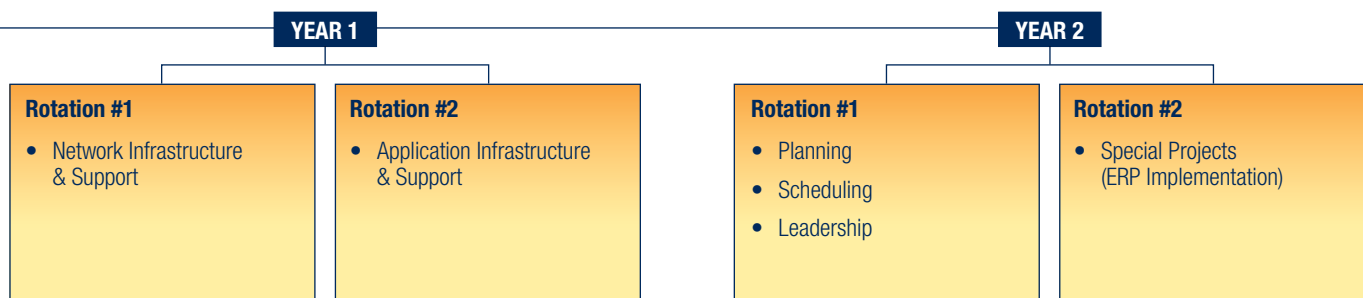 YEAR 1
Rotation #1
• Network Infrastructure
& Support
Rotation #2
• Application Infrastructure
& Support
YEAR 2
Rotation #1
• Planning
• Scheduling
• Leadership
Rotation #2
• Special Projects
(ERP Implementation)